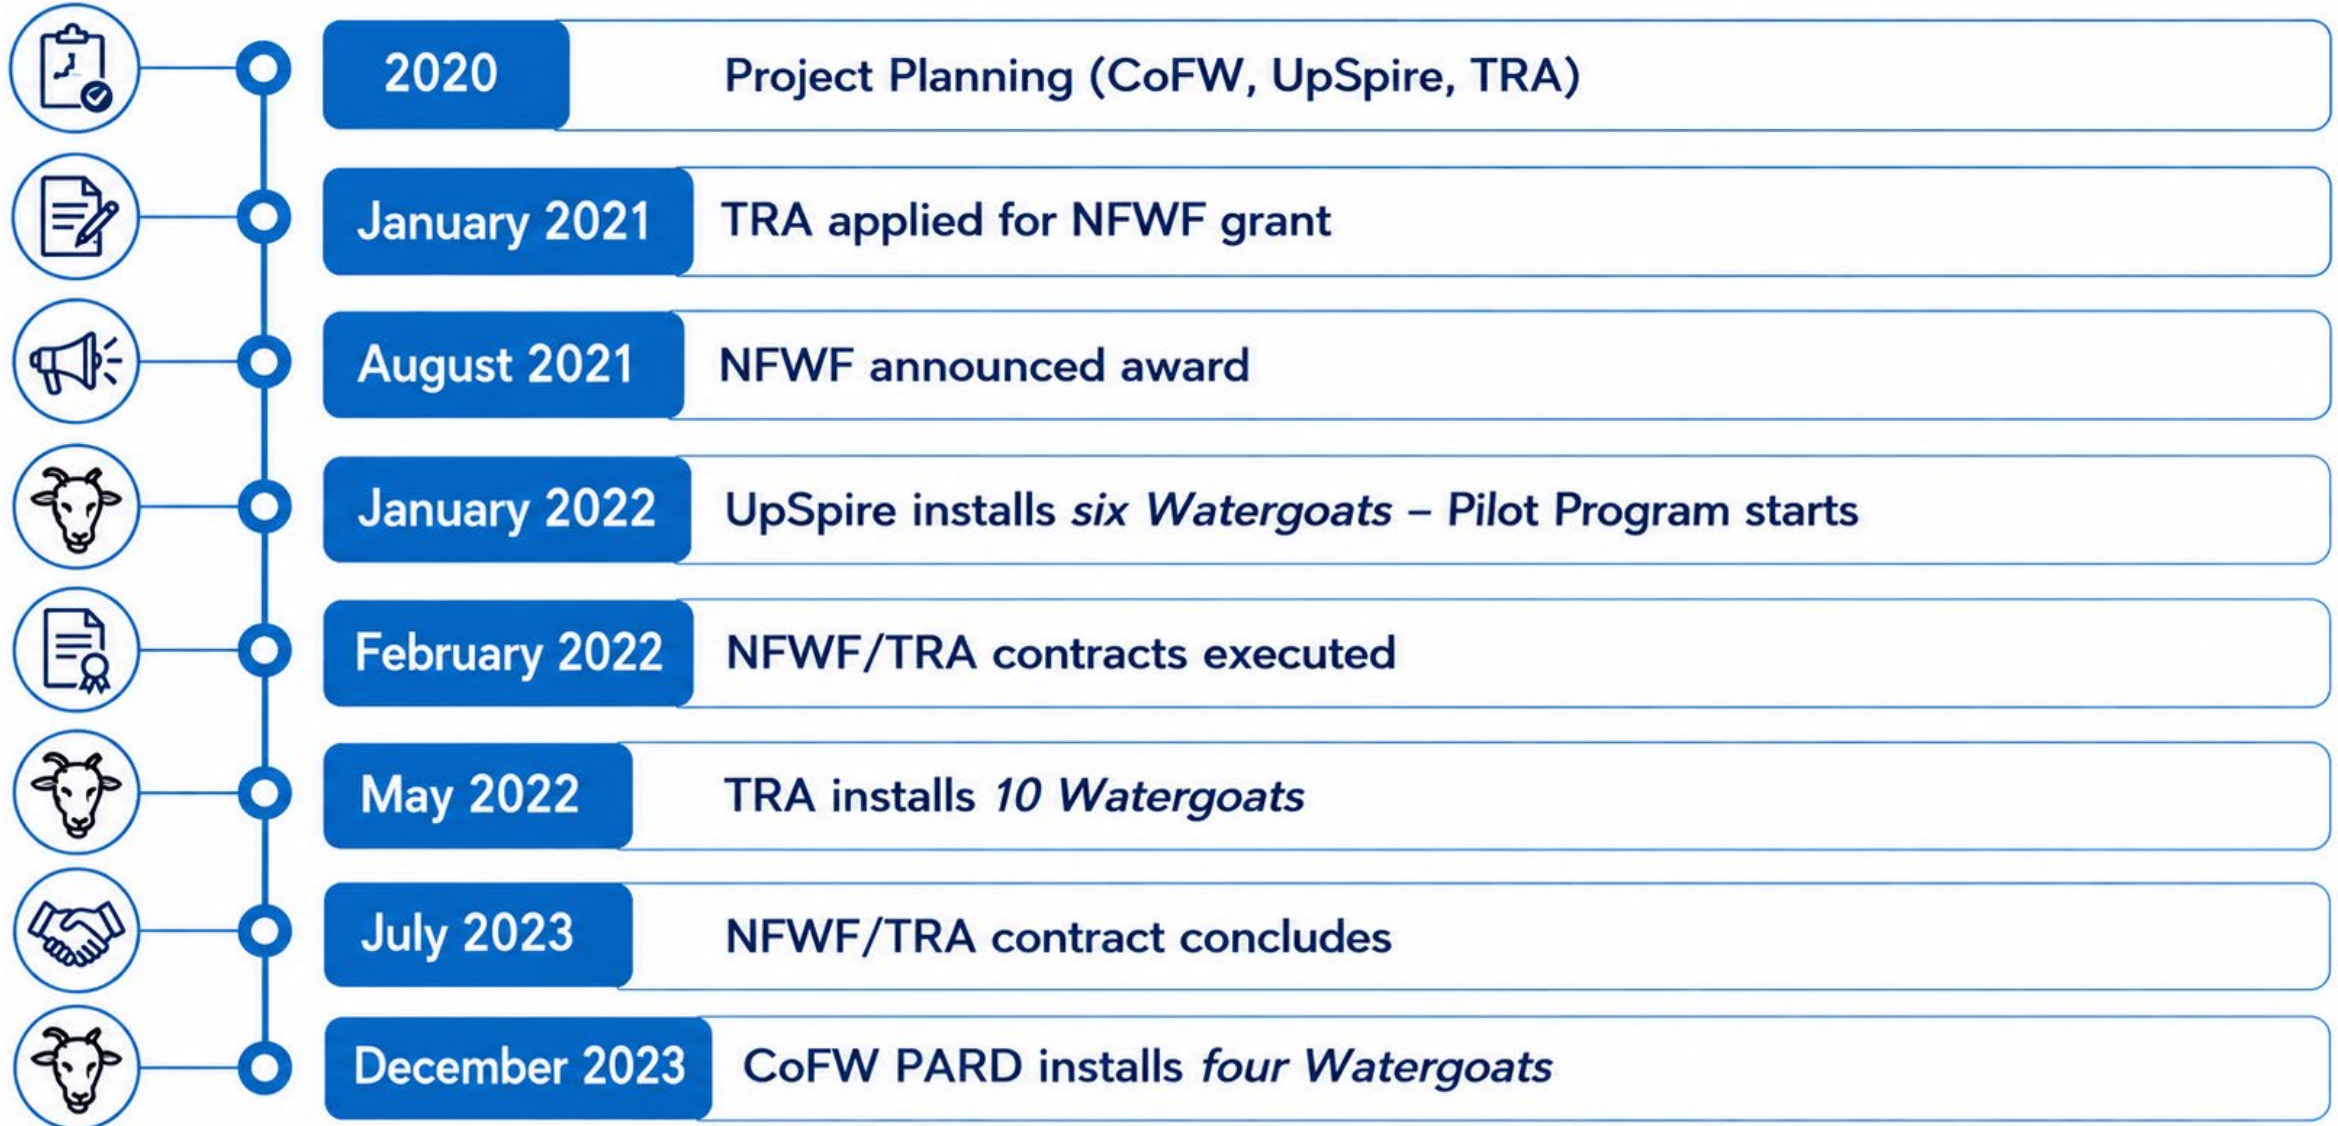 2020
Project Planning (CoFW, UpSpire, TRA)
January 2021
TRA applied for NFWF grant
August 2021
NFWF announced award
January 2022
UpSpire installs six Watergoats – Pilot Program starts
February 2022
NFWF/TRA contracts executed
May 2022
TRA installs 10 Watergoats
July 2023
NFWF/TRA contract concludes
December 2023
CoFW PARD installs four Watergoats